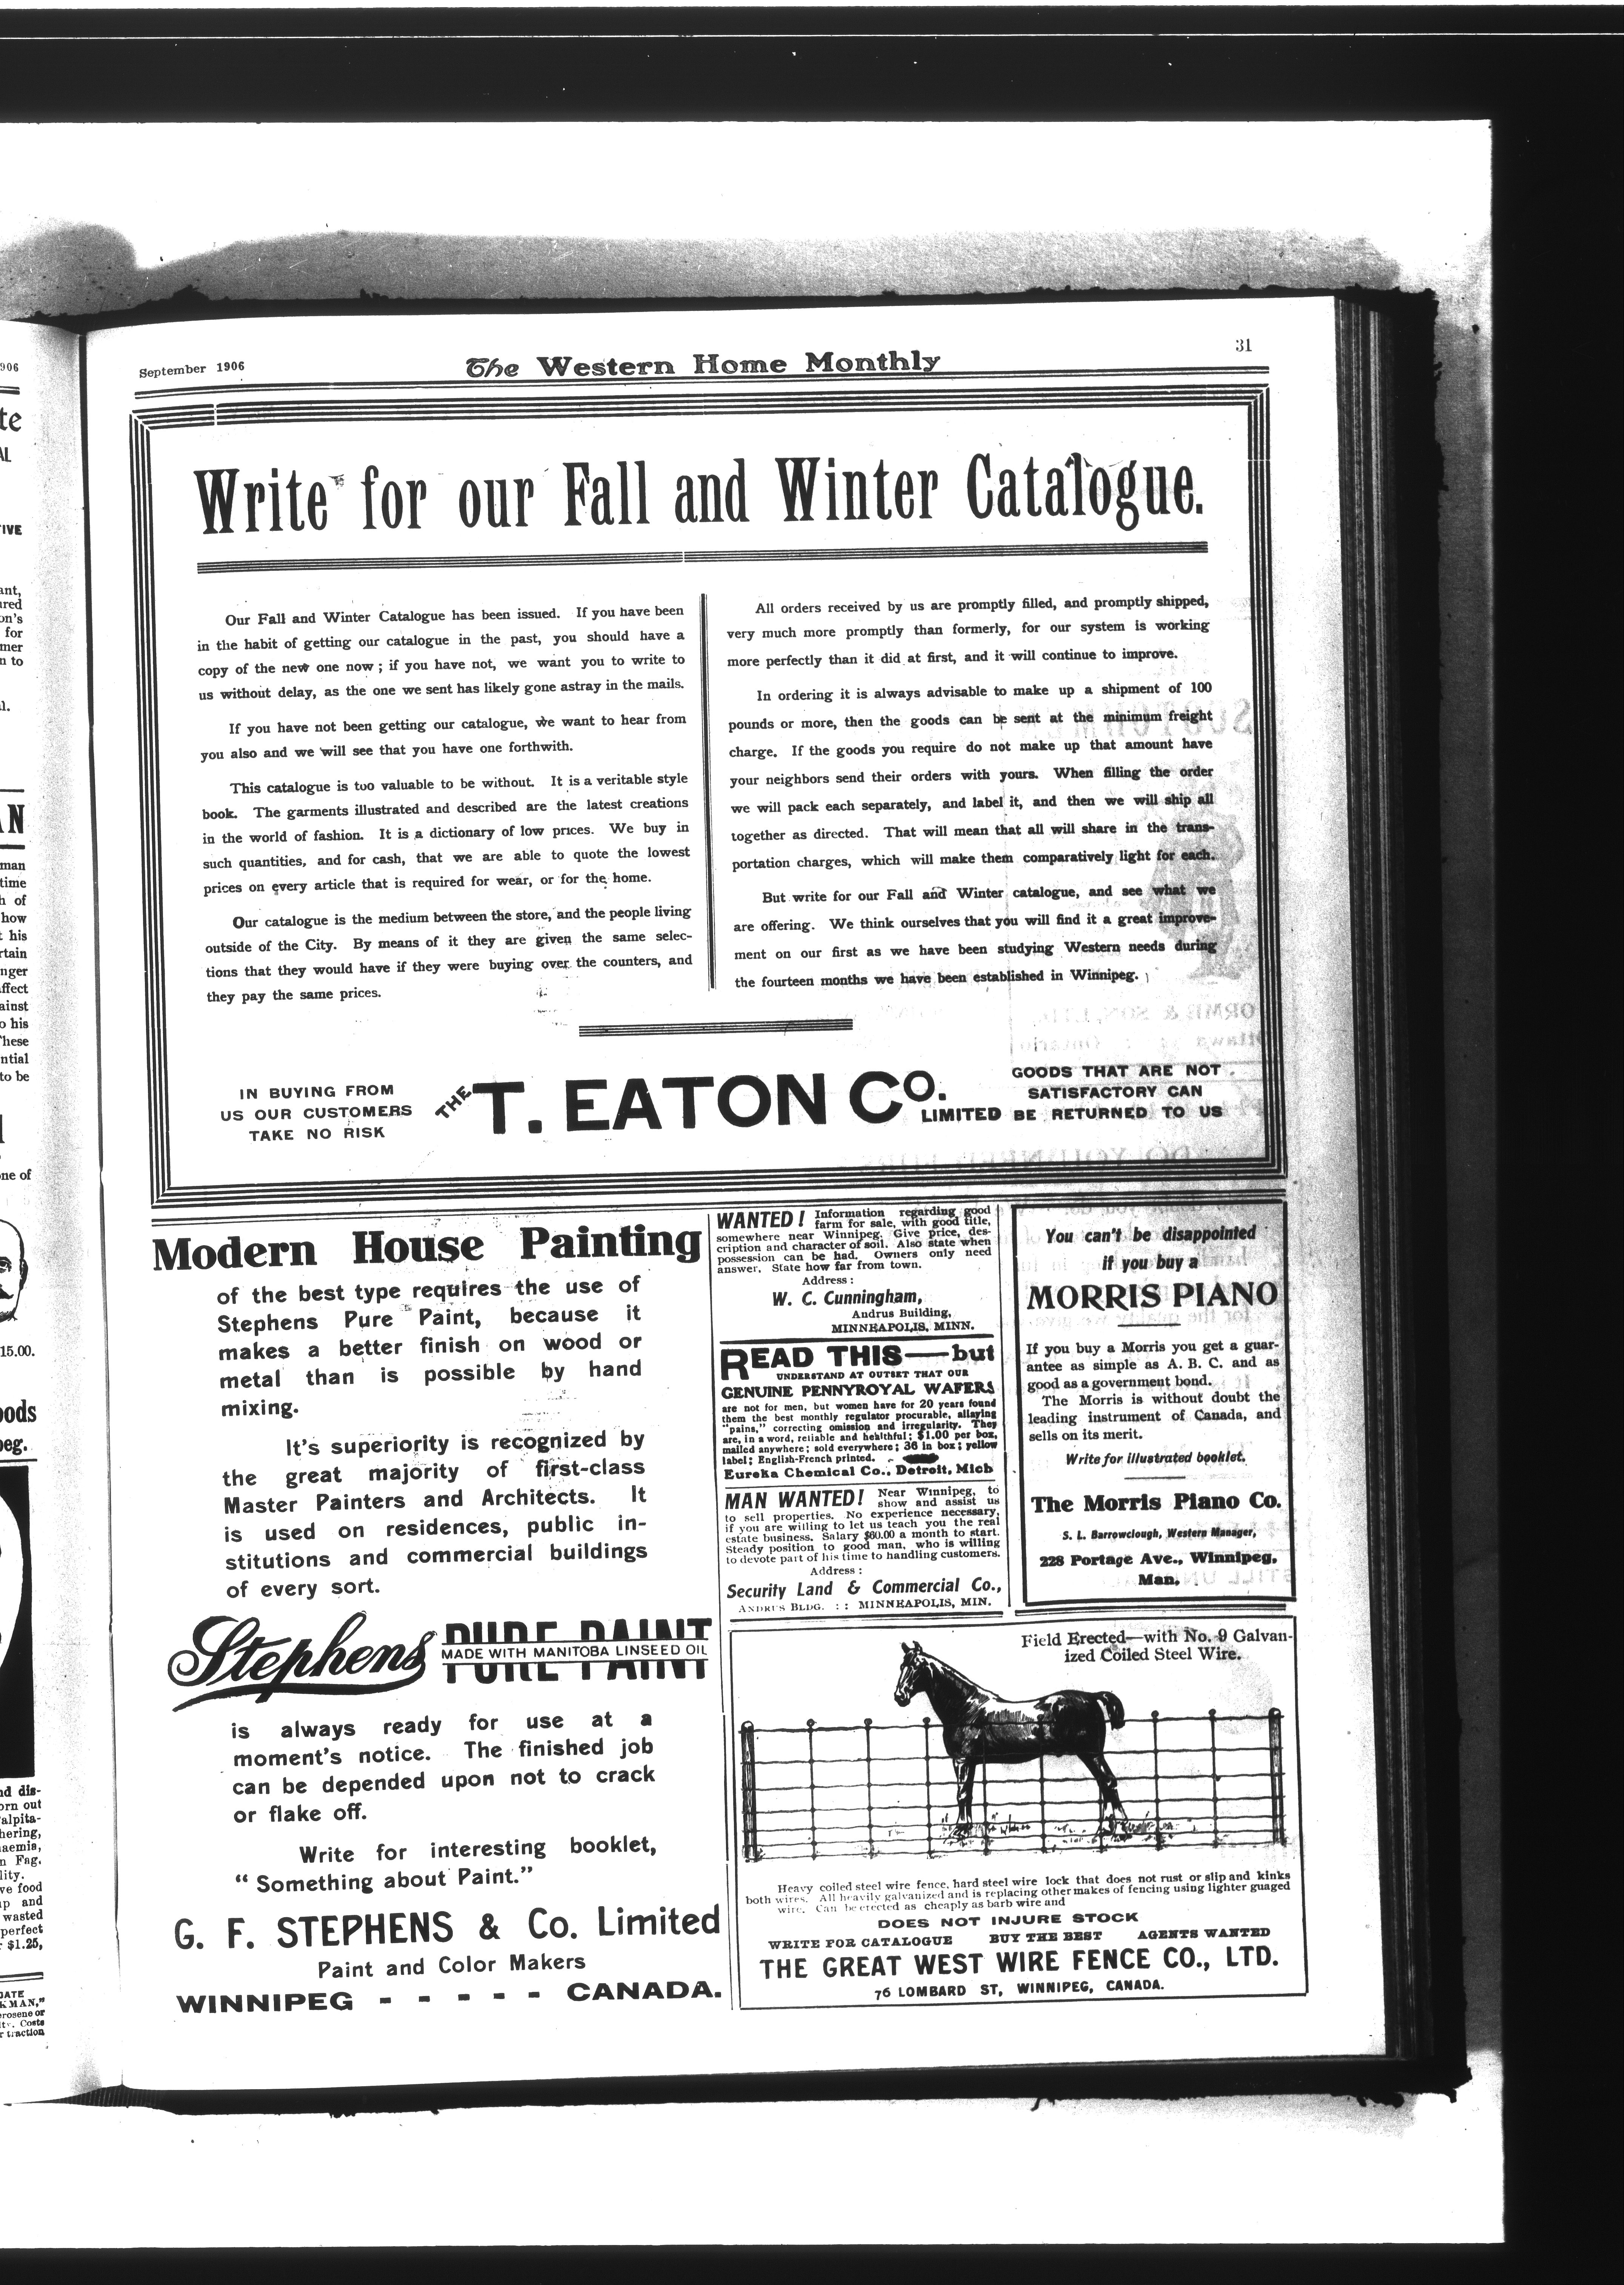 September 1906
The Western Home Monthly
31
Write for our Fall and Winter Catalogue.
Our Fall and Winter Catalogue has been issued. If you have been
in the habit of getting our catalogue in the past, you should have a
copy of the new one now; if you have not, we want you to write to
us without delay, as the one we sent has likely gone astray in the mails.
If you have not been getting our catalogue, we want to hear from
you also and we will see that you have one forthwith.
This catalogue is too valuable to be without. It is a veritable style
book. The garments illustrated and described are the latest creations
in the world of fashion. It is a dictionary of low prices. We buy in
such quantities, and for cash, that we are able to quote the lowest
prices on every article that is required for wear, or for the home.
Our catalogue is the medium between the store, and the people living
outside of the City. By means of it they are given the same selec-
tions that they would have if they were buying over the counters, and
they pay the same prices.
All orders received by us are promptly filled, and promptly shipped,
very much more promptly than formerly, for our system is working
more perfectly than it did at first, and it will continue to improve.
In ordering it is always advisable to make up a shipment of 100
pounds or more, then the goods can be sent at the minimum freight
charge. If the goods you require do not make up that amount have
your neighbors send their orders with yours. When filling the order
we will pack each separately, and label it, and then we will ship all
together as directed. That will mean that all will share in the trans-
portation charges, which will make them comparatively light for each.
But write for our Fall and Winter catalogue, and see what we
are offering. We think ourselves that you will find it a great improve-
ment on our first as we have been studying Western needs during
the fourteen months we have been established in Winnipeg.
IN BUYING FROM
US OUR CUSTOMERS
TAKE NO RISK
THE T. EATON CO. LIMITED
GOODS THAT ARE NOT
SATISFACTORY CAN
BE RETURNED TO US
Modern House Painting
of the best type requires the use of
Stephens Pure Paint, because it
makes a better finish on wood or
metal than is possible by hand
mixing.
It's superiority is recognized by
the great majority of first-class
Master Painters and Architects. It
is used on residences, public in-
stitutions and commercial buildings
of every sort.
Stephens PURE PAINT
MADE WITH MANITOBA LINSEED OIL
is always ready for use at a
moment's notice. The finished job
can be depended upon not to crack
or flake off.
Write for interesting booklet,
"Something about Paint."
G. F. STEPHENS & Co. Limited
Paint and Color Makers
WINNIPEG - - - - - CANADA.
WANTED! Information regarding good
farm for sale, with good title,
somewhere near Winnipeg. Give price, des-
cription and character of soil. Also state when
possession can be had. Owners only need
answer. State how far from town.
Address:
W. C. Cunningham,
Andrus Building,
MINNEAPOLIS, MINN.
READ THIS—but
UNDERSTAND AT OUTSET THAT OUR
GENUINE PENNYROYAL WAFERS
are not for men, but women have for 20 years found
them the best monthly regulator procurable, allaying
"pains," correcting omission and irregularity. They
are, in a word, reliable and healthful; $1.00 per box,
mailed anywhere; sold everywhere; 36 in box; yellow
label; English-French printed.
Eureka Chemical Co., Detroit, Mich
MAN WANTED! Near Winnipeg, to
show and assist us
to sell properties. No experience necessary,
if you are willing to let us teach you the real
estate business. Salary $60.00 a month to start.
Steady position to good man, who is willing
to devote part of his time to handling customers.
Address:
Security Land & Commercial Co.,
ANDRUS BLDG. : : MINNEAPOLIS, MIN.
You can't be disappointed
if you buy a
MORRIS PIANO
If you buy a Morris you get a guar-
antee as simple as A. B. C. and as
good as a government bond.
The Morris is without doubt the
leading instrument of Canada, and
sells on its merit.
Write for illustrated booklet.
The Morris Piano Co.
S. L. Barrowclough, Western Manager,
228 Portage Ave., Winnipeg,
Man.
Field Erected—with No. 9 Galvan-
ized Coiled Steel Wire.
Heavy coiled steel wire fence, hard steel wire lock that does not rust or slip and kinks
both wires. All heavily galvanized and is replacing other makes of fencing using lighter guaged
wire. Can be erected as cheaply as barb wire and
DOES NOT INJURE STOCK
WRITE FOR CATALOGUE BUY THE BEST AGENTS WANTED
THE GREAT WEST WIRE FENCE CO., LTD.
76 LOMBARD ST, WINNIPEG, CANADA.